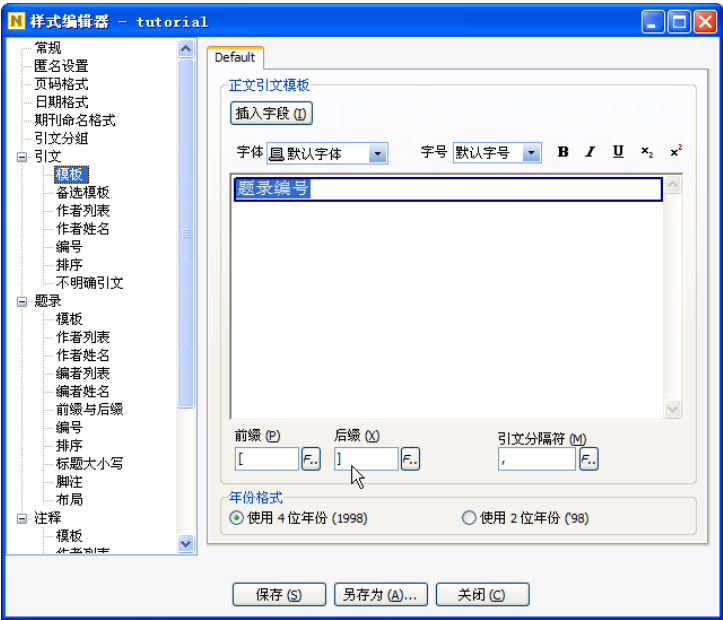 样式编辑器 - tutorial
常规
匿名设置
页码格式
日期格式
期刊命名格式
引文分组
引文
模板
备选模板
作者列表
作者姓名
编号
排序
不明确引文
题录
模板
作者列表
作者姓名
编者列表
编者姓名
前缀与后缀
编号
排序
标题大小写
脚注
布局
注释
模板
作者列表
Default
正文引文模板
插入字段 (I)
字体 默认字体 字号 默认字号 B I U ×₂ ×²
题录编号
前缀 (P) 后缀 (X) 引文分隔符 (M)
[ F.. ] F.. , F..
年份格式
使用 4 位年份 (1998) 使用 2 位年份 ('98)
保存 (S) 另存为 (A)... 关闭 (C)